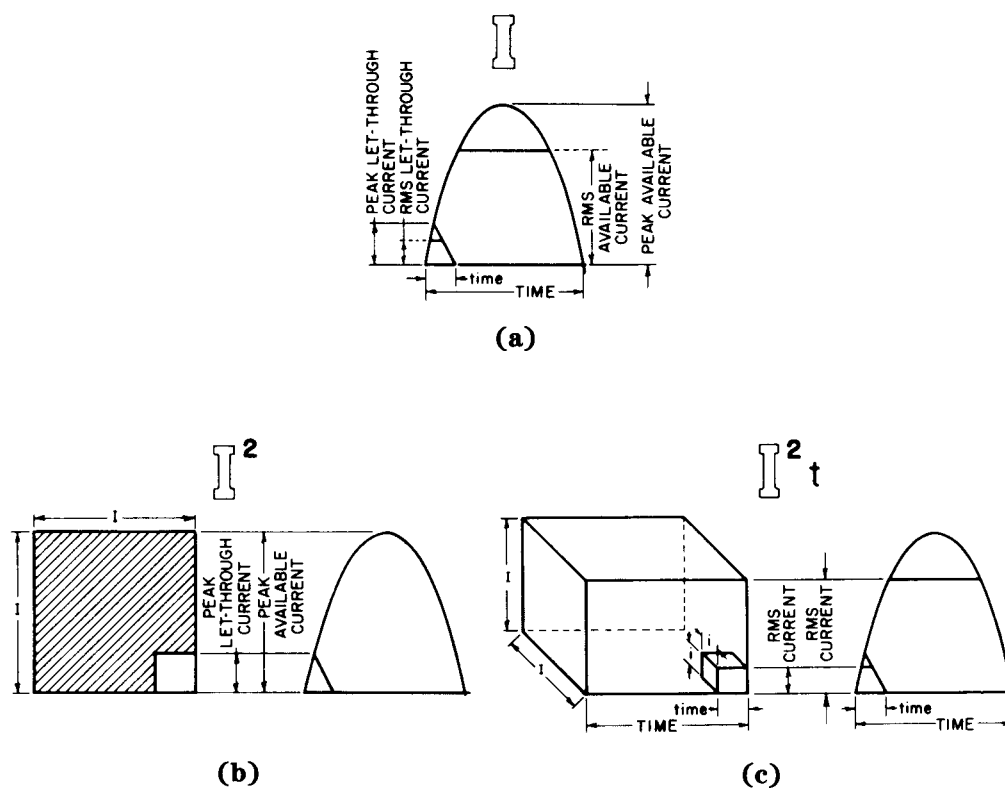 I
PEAK LET-THROUGH
CURRENT
RMS LET-THROUGH
CURRENT
RMS
AVAILABLE
CURRENT
PEAK AVAILABLE
CURRENT
time
TIME
(a)
I²
I
I
PEAK
LET-THROUGH
CURRENT
PEAK
AVAILABLE
CURRENT
(b)
I² t
I
I
i
i
time
TIME
RMS
CURRENT
RMS
CURRENT
time
TIME
(c)